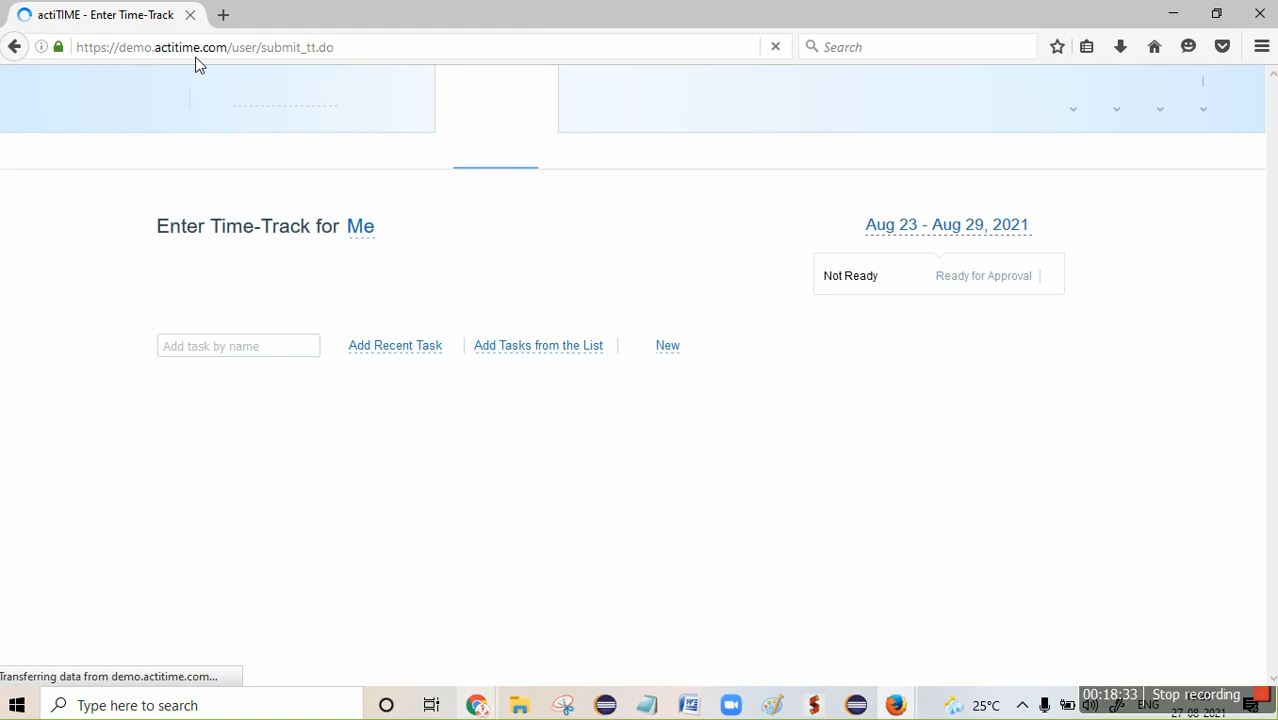 actiTIME - Enter Time-Track
https://demo.actitime.com/user/submit_tt.do
Search
Enter Time-Track for Me
Aug 23 - Aug 29, 2021
Not Ready
Ready for Approval
Add task by name
Add Recent Task
Add Tasks from the List
New
Transferring data from demo.actitime.com...
Type here to search
25°C
ENG
00:18:33
Stop recording
27-08-2021